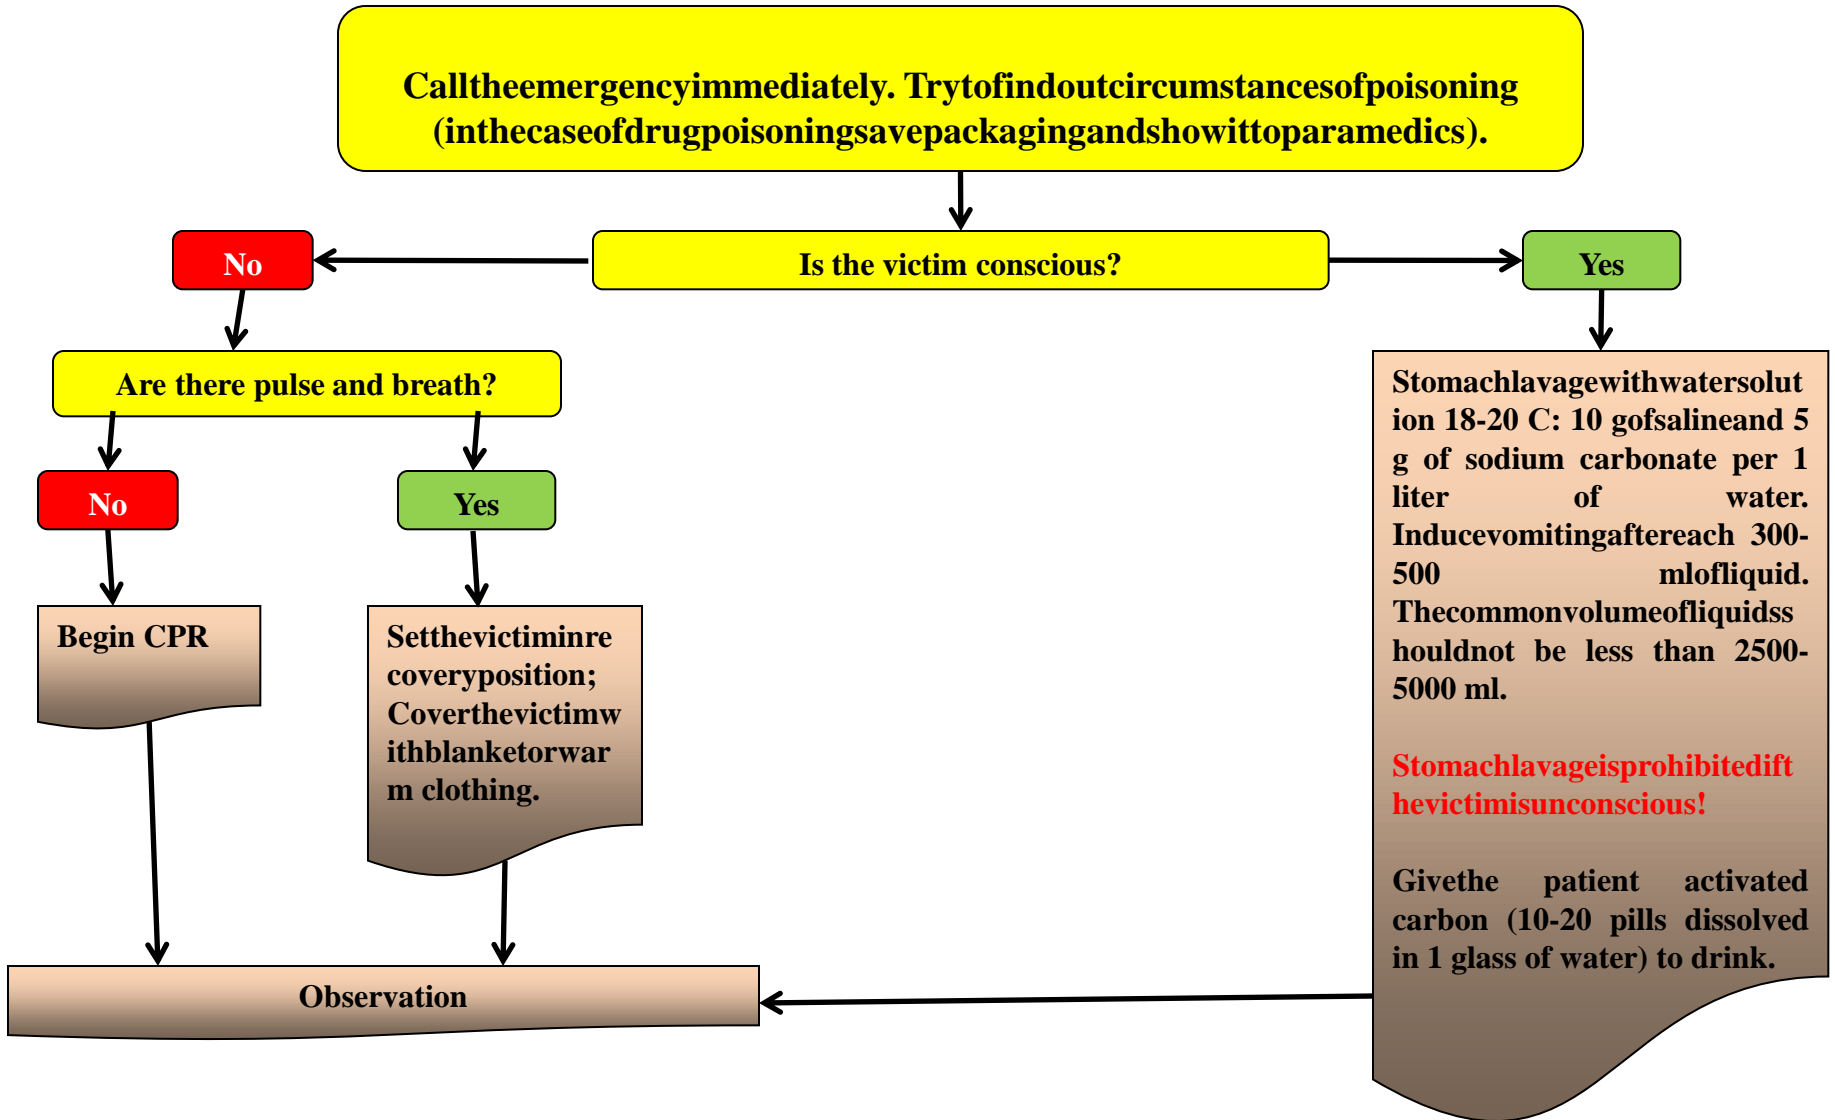 Calltheemergencyimmediately. Trytofindoutcircumstancesofpoisoning
(inthecaseofdrugpoisoningsavepackagingandshowittoparamedics).
No
Is the victim conscious?
Yes
Are there pulse and breath?
No
Yes
Begin CPR
Setthevictiminre
coveryposition;
Coverthevictimw
ithblanketorwar
m clothing.
Stomachlavagewithwatersolut
ion 18-20 C: 10 gofsalineand 5
g of sodium carbonate per 1
liter of water.
Inducevomitingaftereach 300-
500 mlofliquid.
Thecommonvolumeofliquidss
houldnot be less than 2500-
5000 ml.
Stomachlavageisprohibitedift
hevictimisunconscious!
Givethe patient activated
carbon (10-20 pills dissolved
in 1 glass of water) to drink.
Observation